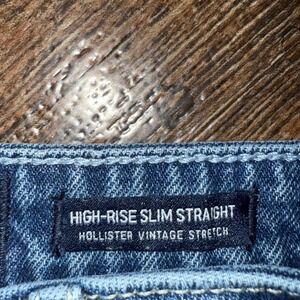 HIGH-RISE SLIM STRAIGHT
HOLLISTER VINTAGE STRETCH